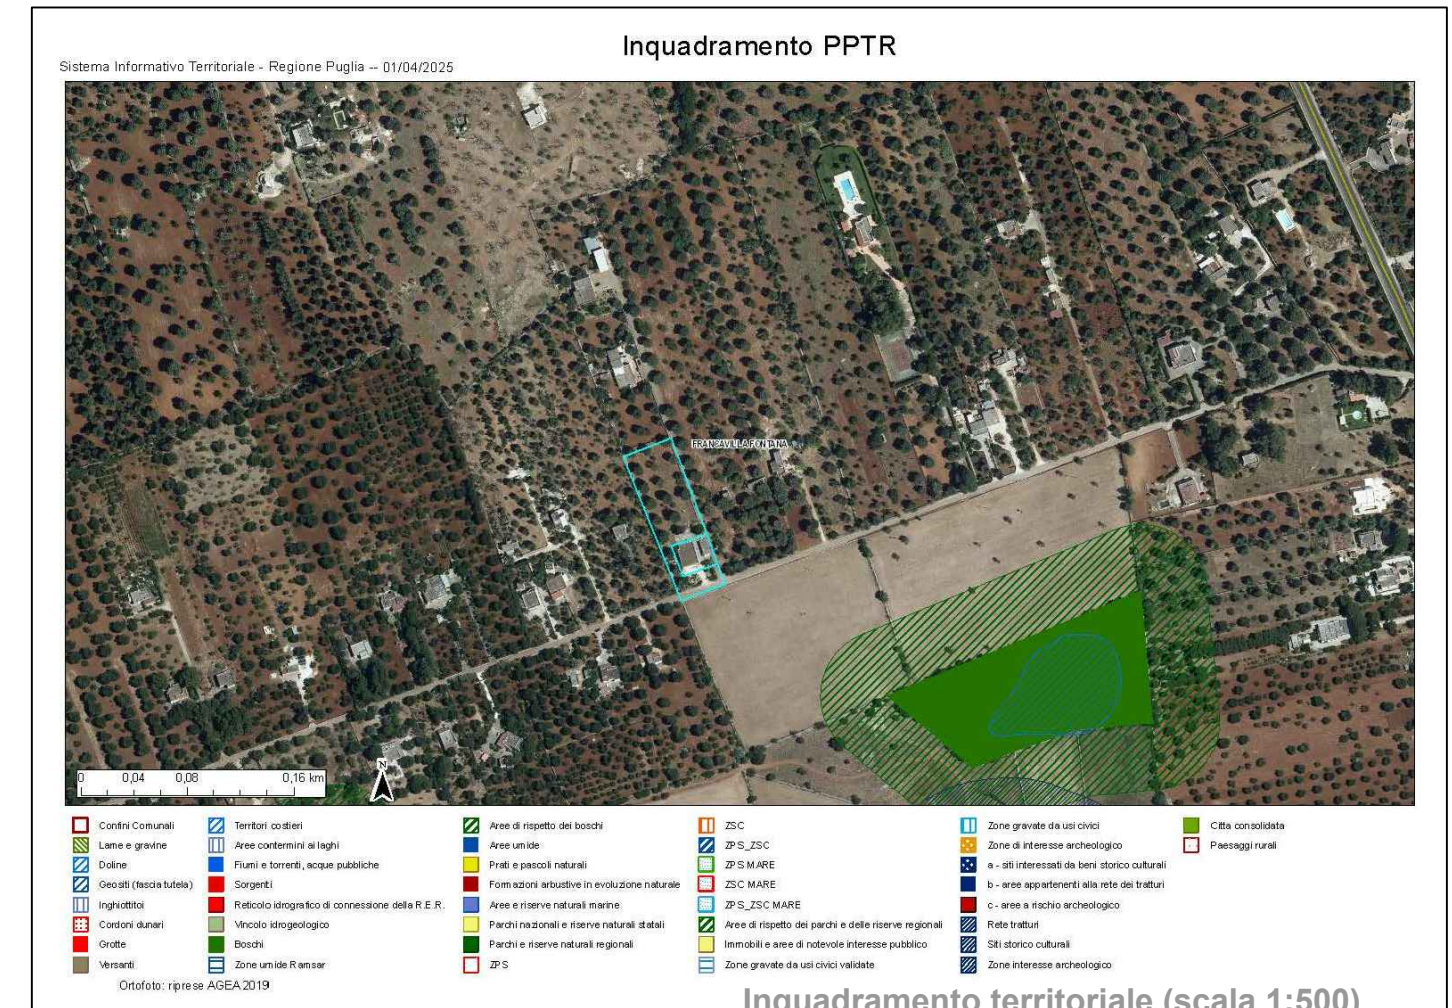 Inquadramento PPTR
Sistema Informativo Territoriale - Regione Puglia -- 01/04/2025
FRANCAVILLA FONTANA
N
0 0,04 0,08 0,16 km
Confini Comunali
Lame e gravine
Doline
Geositi (fascia tutela)
Inghiottitoi
Cordoni dunari
Grotte
Versanti
Territori costieri
Aree contermini ai laghi
Fiumi e torrenti, acque pubbliche
Sorgenti
Reticolo idrografico di connessione della R.E.R.
Vincolo idrogeologico
Boschi
Zone umide Ramsar
Aree di rispetto dei boschi
Aree umide
Prati e pascoli naturali
Formazioni arbustive in evoluzione naturale
Aree e riserve naturali marine
Parchi nazionali e riserve naturali statali
Parchi e riserve naturali regionali
ZPS
ZSC
ZPS_ZSC
ZPS MARE
ZSC MARE
ZPS_ZSC MARE
Aree di rispetto dei parchi e delle riserve regionali
Immobili e aree di notevole interesse pubblico
Zone gravate da usi civici validate
Zone gravate da usi civici
Zone di interesse archeologico
a - siti interessati da beni storico culturali
b - aree appartenenti alla rete dei tratturi
c - aree a rischio archeologico
Rete tratturi
Siti storico culturali
Zone interesse archeologico
Citta consolidata
Paesaggi rurali
Ortofoto: riprese AGEA 2019
Inquadramento territoriale (scala 1:500)